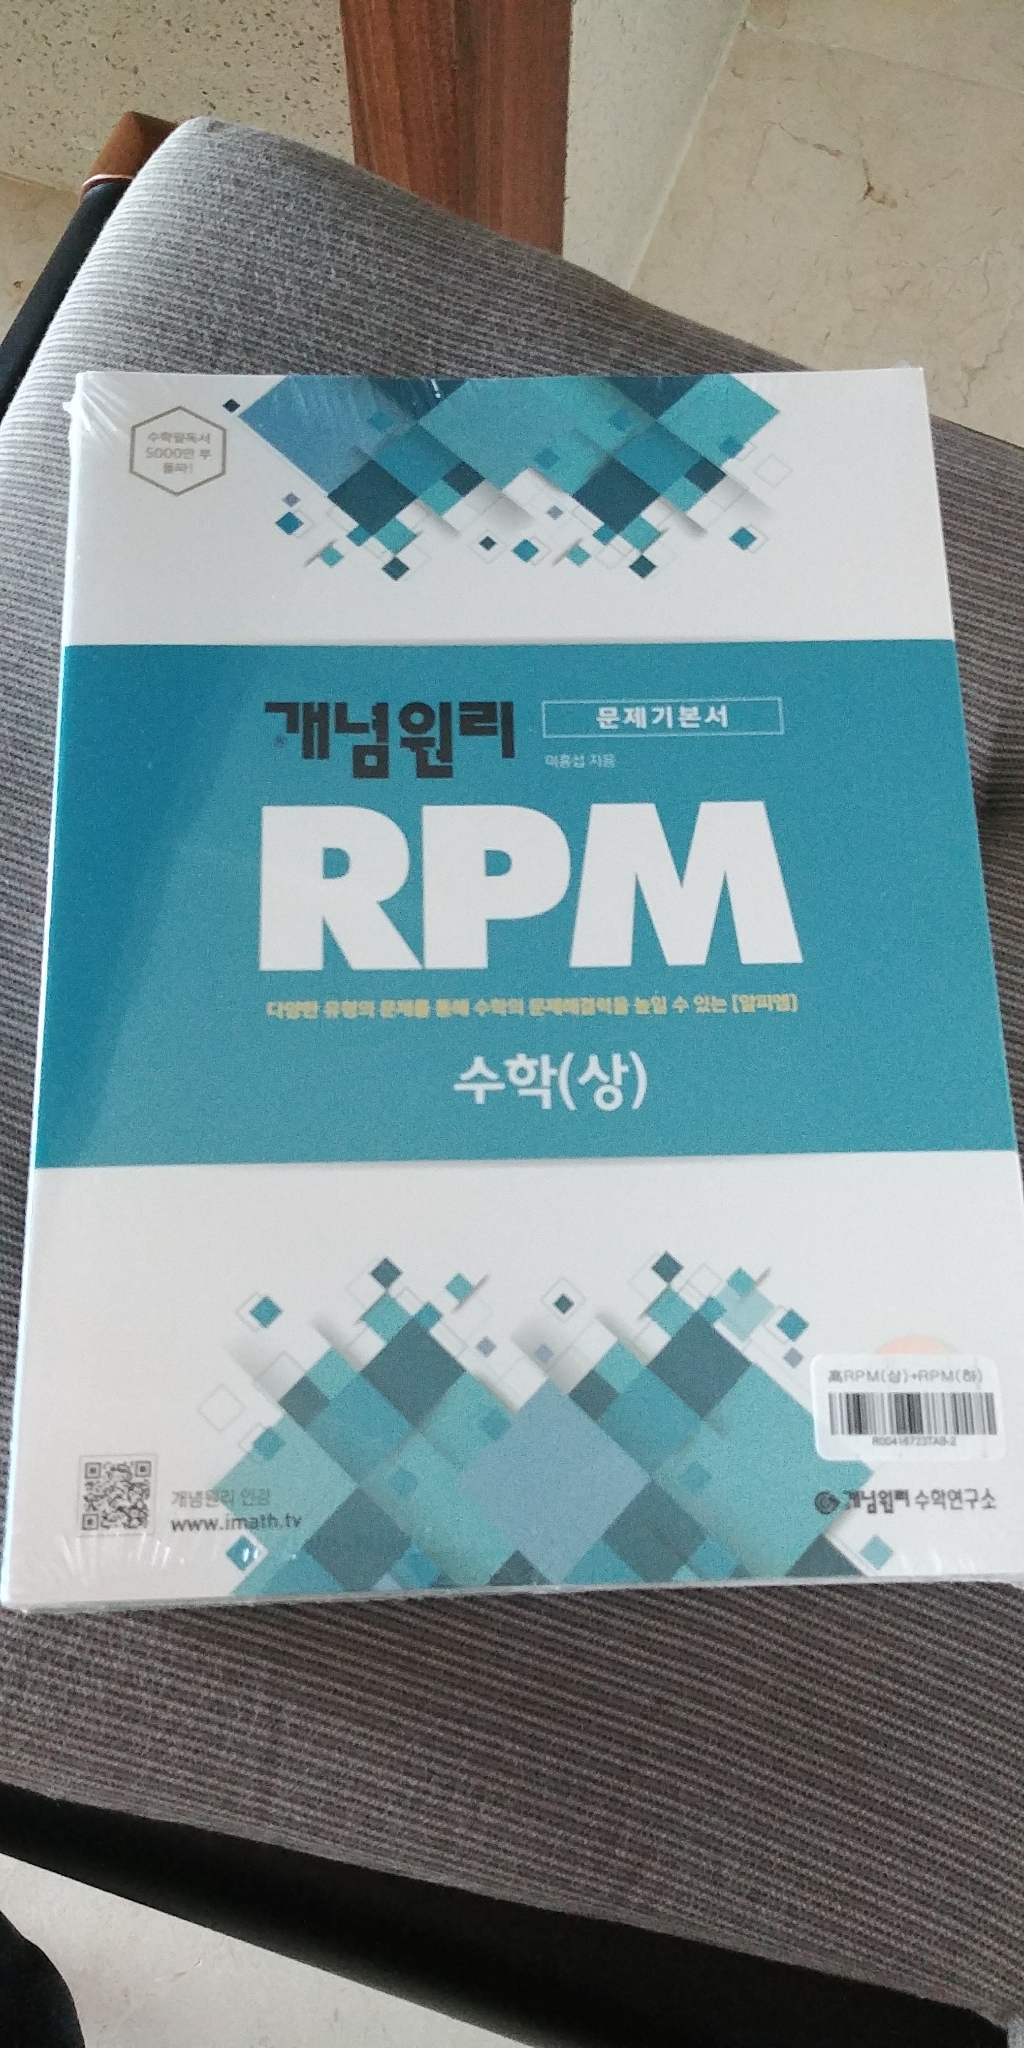 수학필독서
5000만 부
돌파!
개념원리
문제기본서
이홍섭 지음
RPM
다양한 유형의 문제를 통해 수학의 문제해결력을 높일 수 있는 [알피엠]
수학(상)
高RPM(상)+RPM(하)
R00416723TAB-2
개념원리 인강
www.imath.tv
개념원리 수학연구소